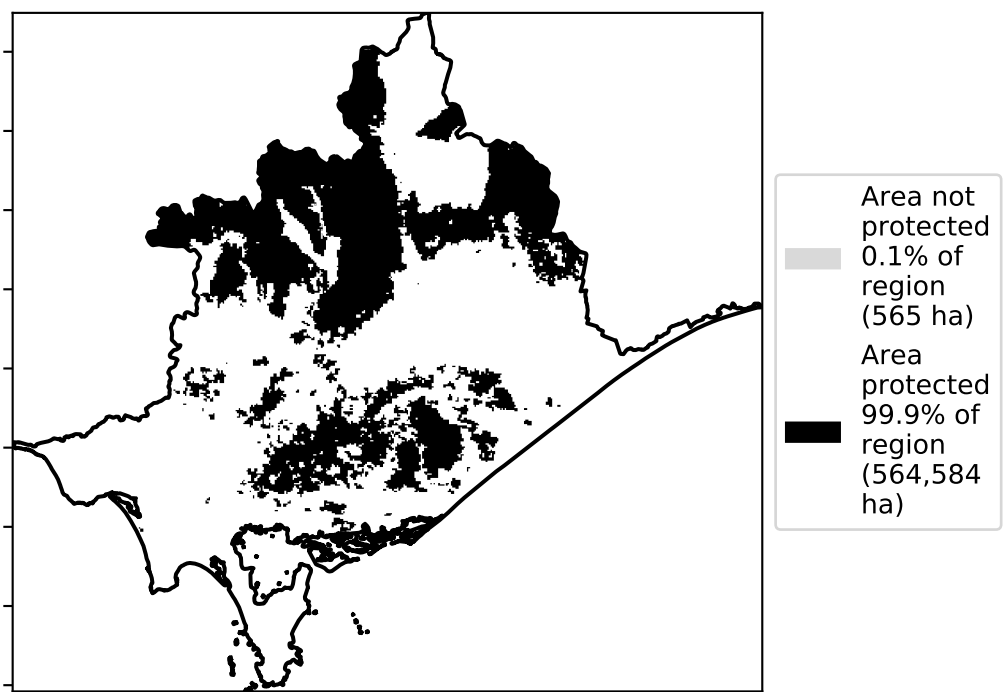 Area not
protected
0.1% of
region
(565 ha)
Area
protected
99.9% of
region
(564,584
ha)